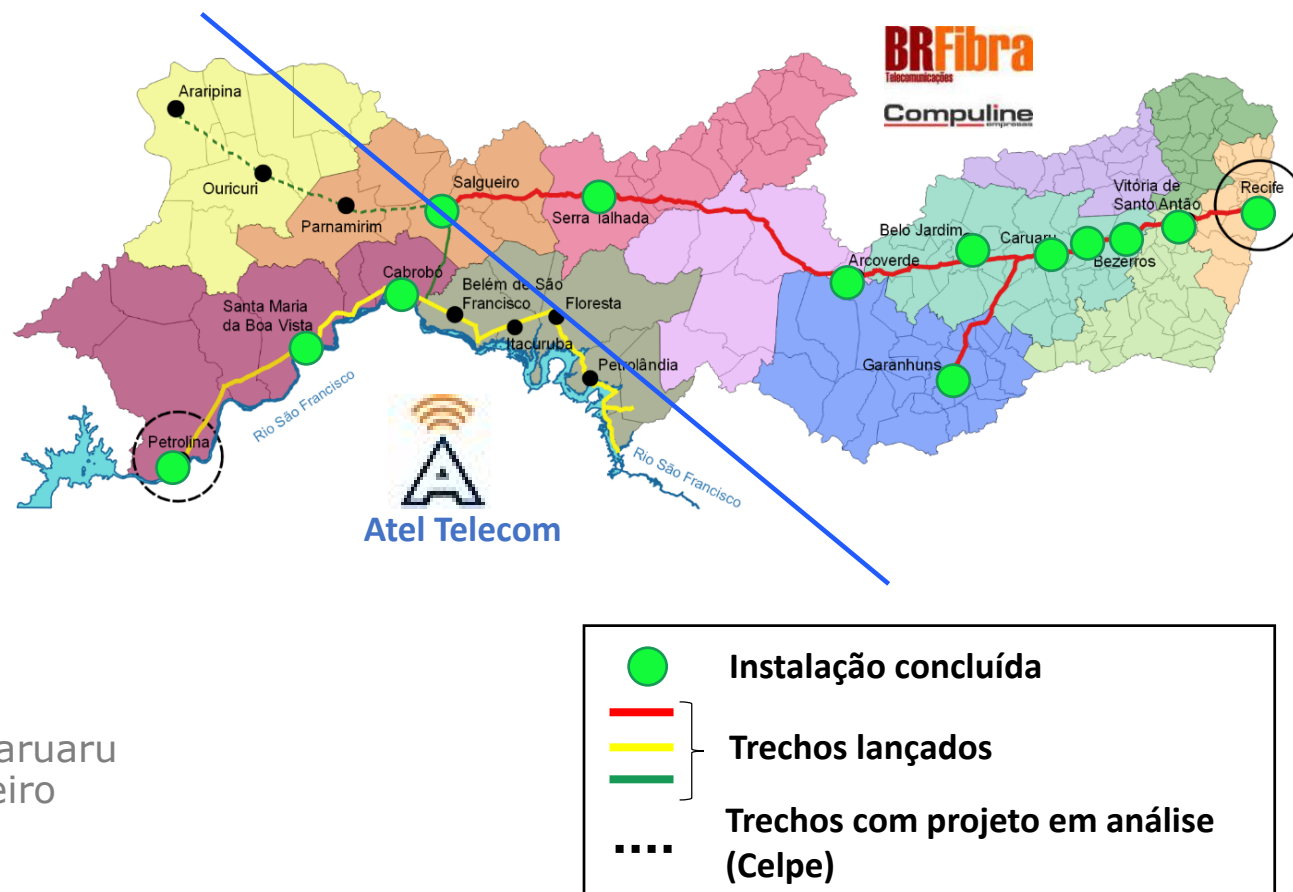 BRFibra
Telecomunicações
Compuline
empresas
Araripina
Ouricuri
Parnamirim
Salgueiro
Serra Talhada
Vitória de
Santo Antão
Recife
Belo Jardim
Caruaru
Bezerros
Arcoverde
Garanhuns
Cabrobó
Belém de São
Francisco
Floresta
Itacuruba
Petrolândia
Santa Maria
da Boa Vista
Petrolina
Rio São Francisco
Rio São Francisco
Atel Telecom
Instalação concluída
Trechos lançados
Trechos com projeto em análise
(Celpe)
aruaru
eiro